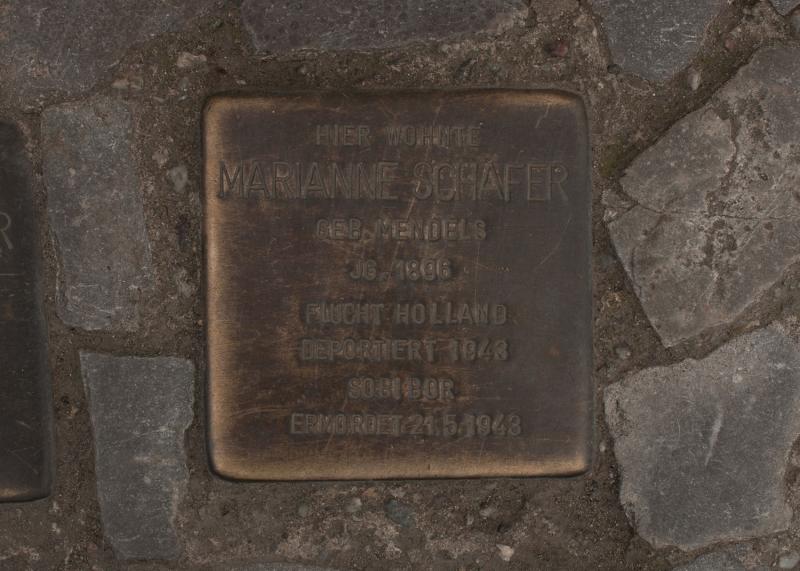 HIER WOHNTE
MARIANNE SCHÄFER
GEB. MENDELS
JG. 1896
FLUCHT HOLLAND
DEPORTIERT 1943
SOBIBOR
ERMORDET 21.5.1943
R